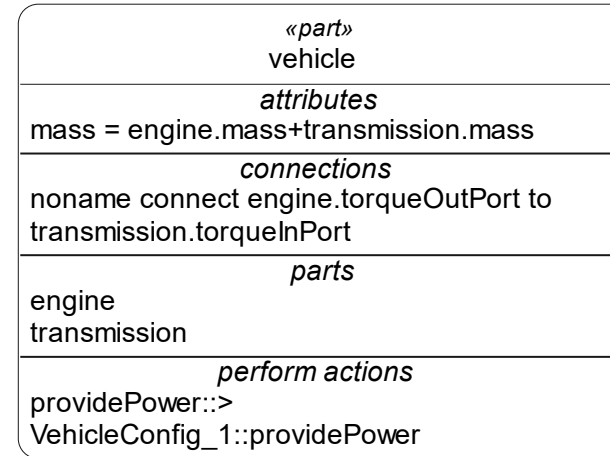 «part»
vehicle
attributes
mass = engine.mass+transmission.mass
connections
noname connect engine.torqueOutPort to
transmission.torqueInPort
parts
engine
transmission
perform actions
providePower::>
VehicleConfig_1::providePower